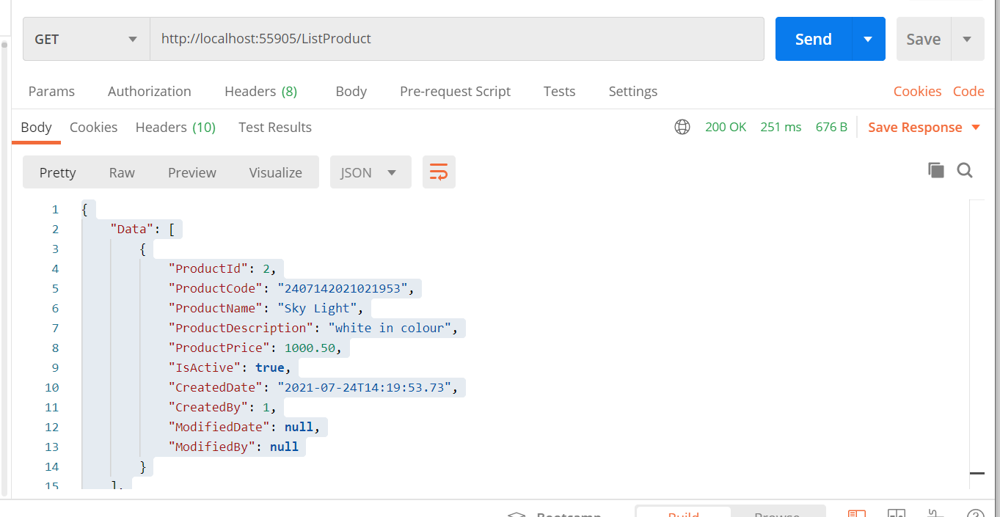 GET http://localhost:55905/ListProduct Send Save
Params Authorization Headers (8) Body Pre-request Script Tests Settings Cookies Code
Body Cookies Headers (10) Test Results 200 OK 251 ms 676 B Save Response
Pretty Raw Preview Visualize JSON
1 {
2 "Data": [
3 {
4 "ProductId": 2,
5 "ProductCode": "2407142021021953",
6 "ProductName": "Sky Light",
7 "ProductDescription": "white in colour",
8 "ProductPrice": 1000.50,
9 "IsActive": true,
10 "CreatedDate": "2021-07-24T14:19:53.73",
11 "CreatedBy": 1,
12 "ModifiedDate": null,
13 "ModifiedBy": null
14 }
15 ],
Bootcamp Build Browse